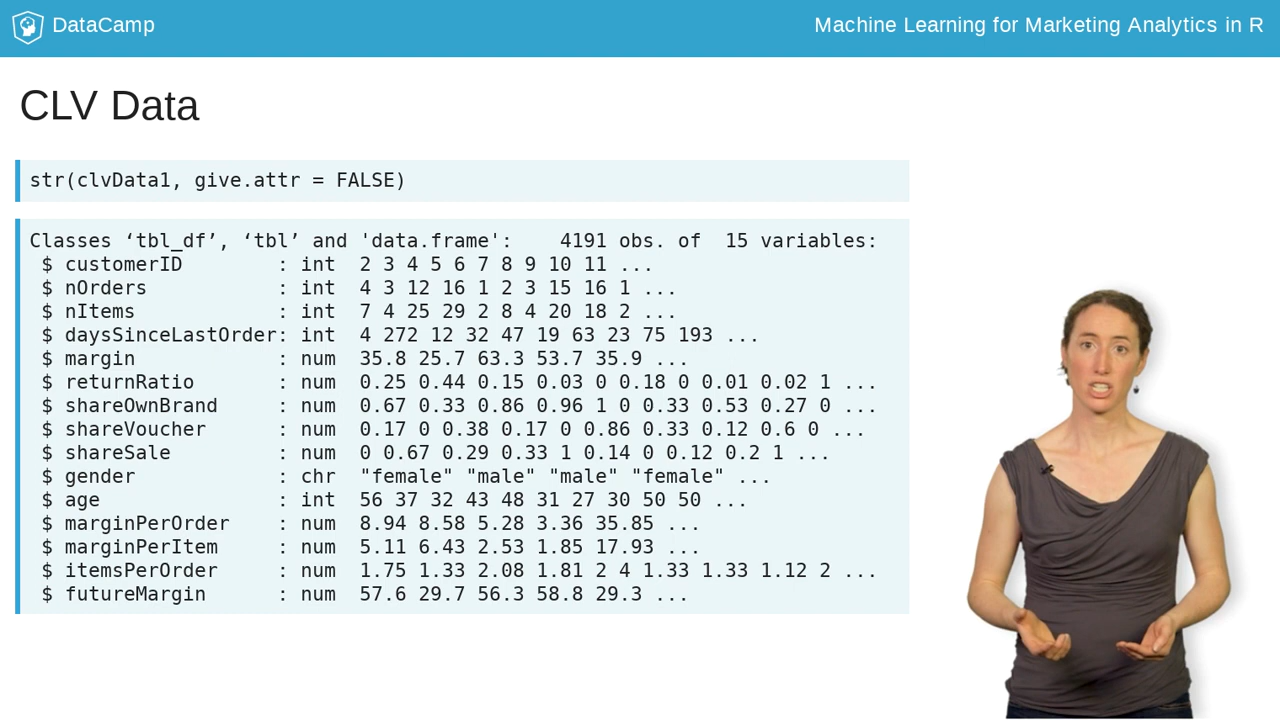 DataCamp
Machine Learning for Marketing Analytics in R
CLV Data
str(clvData1, give.attr = FALSE)
Classes ‘tbl_df’, ‘tbl’ and 'data.frame':    4191 obs. of  15 variables:
 $ customerID        : int  2 3 4 5 6 7 8 9 10 11 ...
 $ nOrders           : int  4 3 12 16 1 2 3 15 16 1 ...
 $ nItems            : int  7 4 25 29 2 8 4 20 18 2 ...
 $ daysSinceLastOrder: int  4 272 12 32 47 19 63 23 75 193 ...
 $ margin            : num  35.8 25.7 63.3 53.7 35.9 ...
 $ returnRatio       : num  0.25 0.44 0.15 0.03 0 0.18 0 0.01 0.02 1 ...
 $ shareOwnBrand     : num  0.67 0.33 0.86 0.96 1 0 0.33 0.53 0.27 0 ...
 $ shareVoucher      : num  0.17 0 0.38 0.17 0 0.86 0.33 0.12 0.6 0 ...
 $ shareSale         : num  0 0.67 0.29 0.33 1 0.14 0 0.12 0.2 1 ...
 $ gender            : chr  "female" "male" "male" "female" ...
 $ age               : int  56 37 32 43 48 31 27 30 50 50 ...
 $ marginPerOrder    : num  8.94 8.58 5.28 3.36 35.85 ...
 $ marginPerItem     : num  5.11 6.43 2.53 1.85 17.93 ...
 $ itemsPerOrder     : num  1.75 1.33 2.08 1.81 2 4 1.33 1.33 1.12 2 ...
 $ futureMargin      : num  57.6 29.7 56.3 58.8 29.3 ...